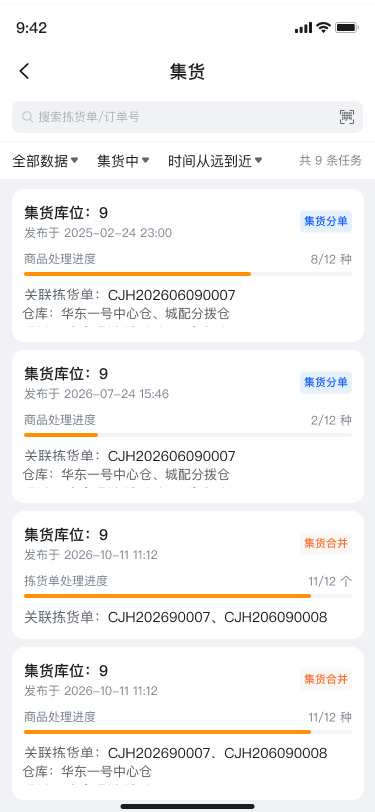 9:42
集货
搜索拣货单/订单号
全部数据 集货中 时间从远到近 共 9 条任务
集货库位：9
集货分单
发布于 2025-02-24 23:00
商品处理进度 8/12 种
关联拣货单：CJH202606090007
仓库：华东一号中心仓、城配分拨仓
集货库位：9
集货分单
发布于 2026-07-24 15:46
商品处理进度 2/12 种
关联拣货单：CJH202606090007
仓库：华东一号中心仓、城配分拨仓
集货库位：9
集货合并
发布于 2026-10-11 11:12
拣货单处理进度 11/12 个
关联拣货单：CJH202690007、CJH206090008
集货库位：9
集货合并
发布于 2026-10-11 11:12
商品处理进度 11/12 种
关联拣货单：CJH202690007、CJH206090008
仓库：华东一号中心仓